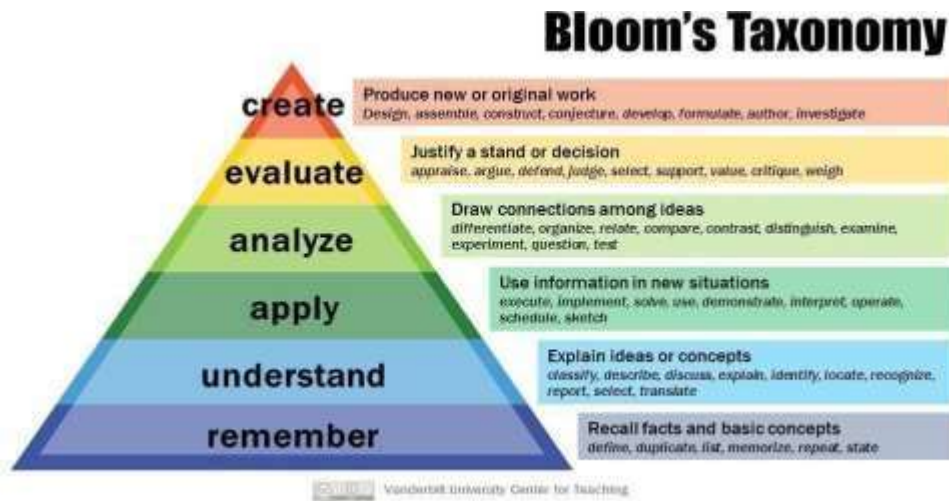 Bloom's Taxonomy
create
Produce new or original work
Design, assemble, construct, conjecture, develop, formulate, author, investigate
evaluate
Justify a stand or decision
appraise, argue, defend, judge, select, support, value, critique, weigh
analyze
Draw connections among ideas
differentiate, organize, relate, compare, contrast, distinguish, examine,
experiment, question, test
apply
Use information in new situations
execute, implement, solve, use, demonstrate, interpret, operate,
schedule, sketch
understand
Explain ideas or concepts
classify, describe, discuss, explain, identify, locate, recognize,
report, select, translate
remember
Recall facts and basic concepts
define, duplicate, list, memorize, repeat, state
Vanderbilt University Center for Teaching